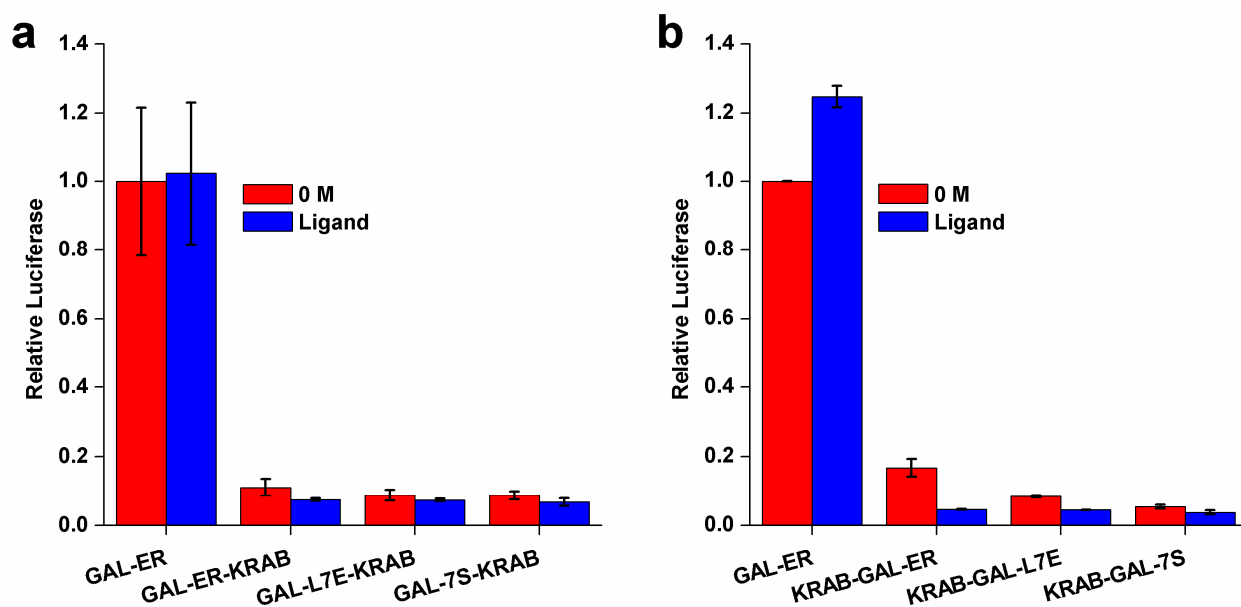 a
1.4
1.2
1.0
0.8
0.6
0.4
0.2
0.0
Relative Luciferase
0 M
Ligand
GAL-ER
GAL-ER-KRAB
GAL-L7E-KRAB
GAL-7S-KRAB
b
1.4
1.2
1.0
0.8
0.6
0.4
0.2
0.0
Relative Luciferase
0 M
Ligand
GAL-ER
KRAB-GAL-ER
KRAB-GAL-L7E
KRAB-GAL-7S